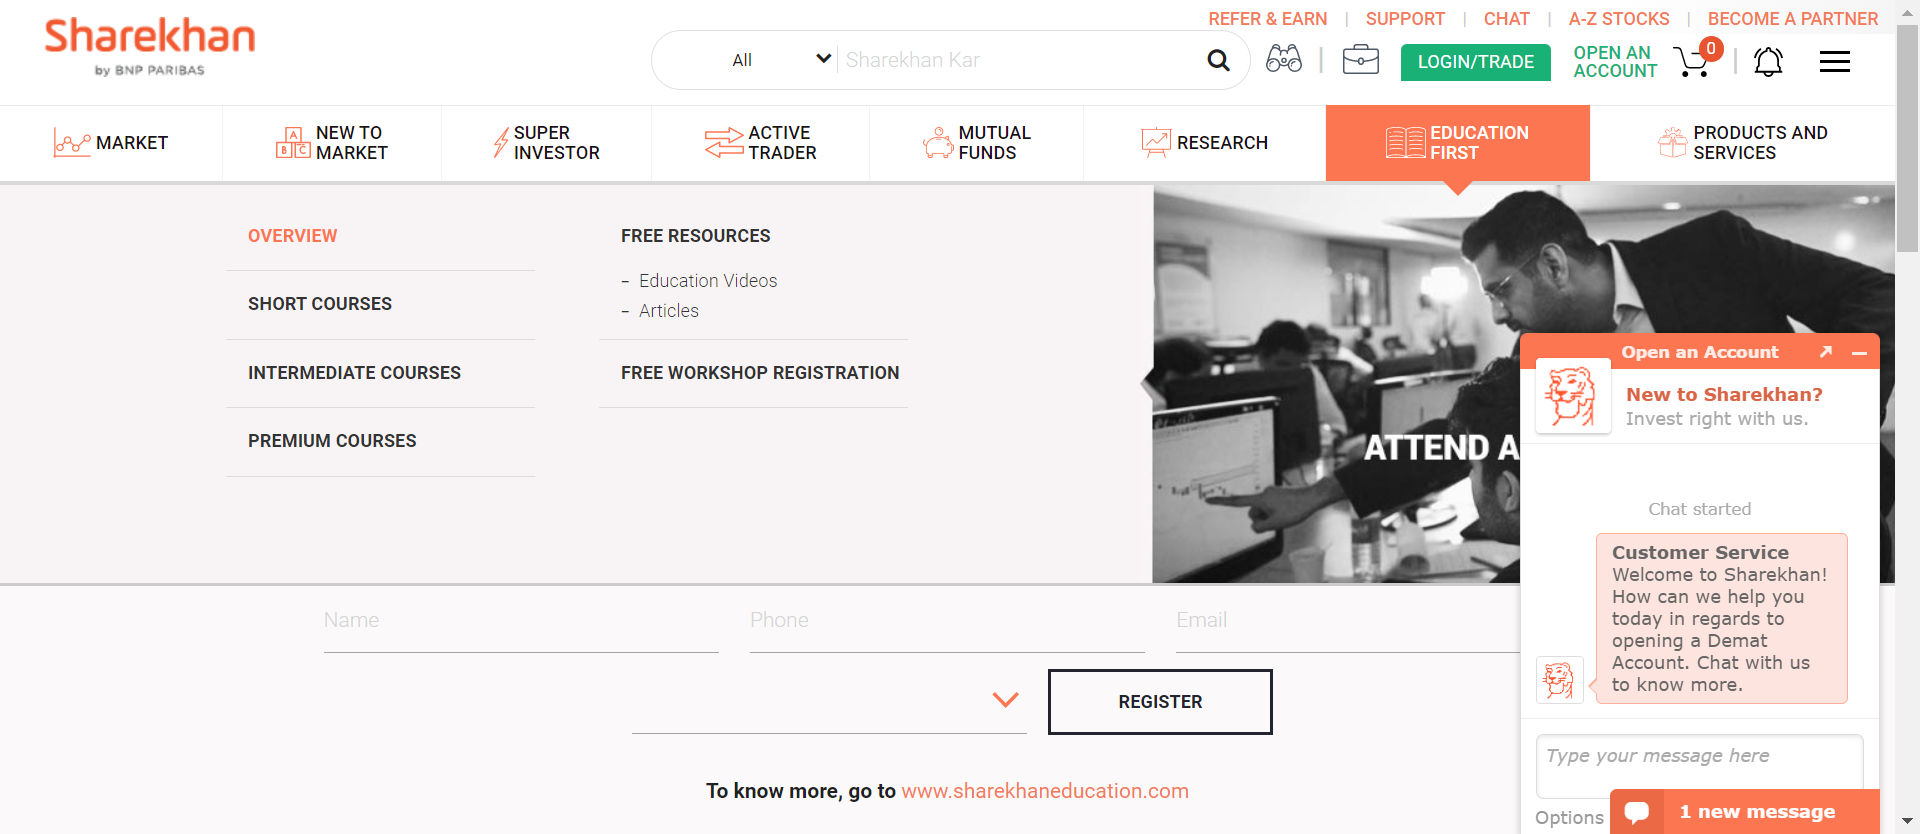 Sharekhan
by BNP PARIBAS
REFER & EARN | SUPPORT | CHAT | A-Z STOCKS | BECOME A PARTNER
All
Sharekhan Kar
LOGIN/TRADE
OPEN AN
ACCOUNT
0
MARKET
NEW TO
MARKET
SUPER
INVESTOR
ACTIVE
TRADER
MUTUAL
FUNDS
RESEARCH
EDUCATION
FIRST
PRODUCTS AND
SERVICES
OVERVIEW
SHORT COURSES
INTERMEDIATE COURSES
PREMIUM COURSES
FREE RESOURCES
- Education Videos
- Articles
FREE WORKSHOP REGISTRATION
ATTEND A
Name
Phone
Email
REGISTER
To know more, go to www.sharekhaneducation.com
Open an Account
New to Sharekhan?
Invest right with us.
Chat started
Customer Service
Welcome to Sharekhan!
How can we help you
today in regards to
opening a Demat
Account. Chat with us
to know more.
Type your message here
Options
1 new message